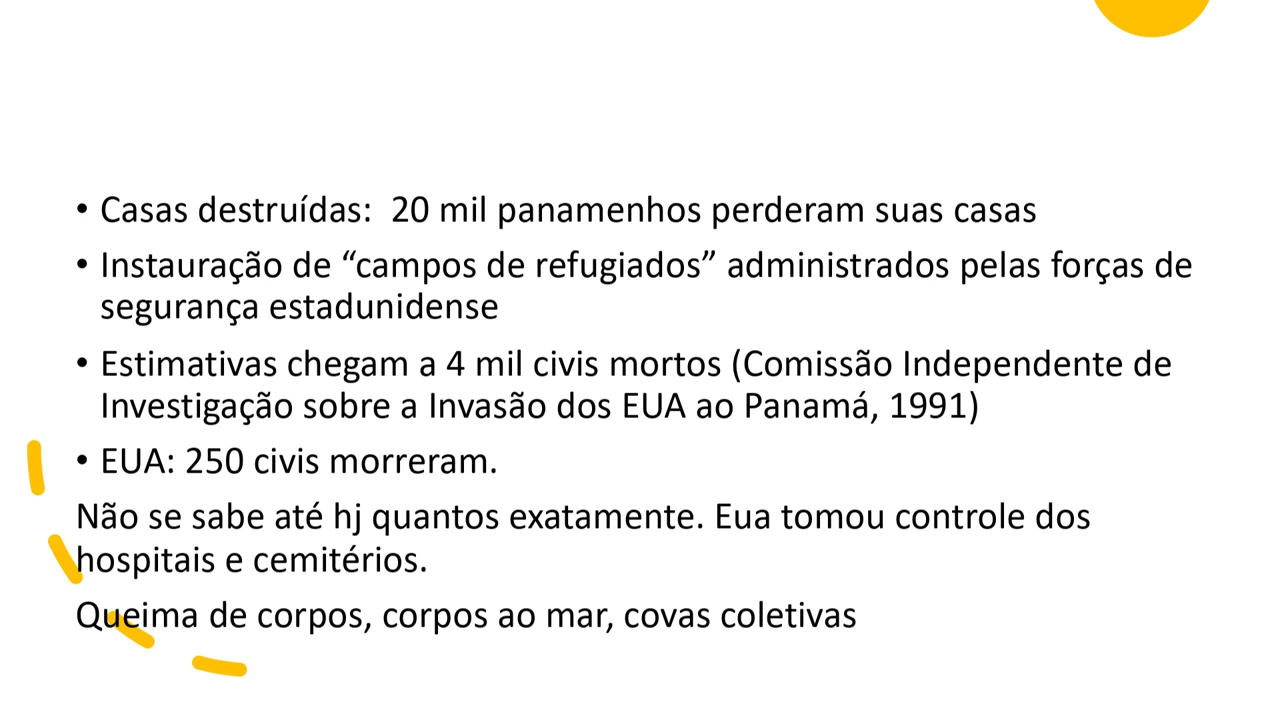 • Casas destruídas:  20 mil panamenhos perderam suas casas
• Instauração de “campos de refugiados” administrados pelas forças de
segurança estadunidense
• Estimativas chegam a 4 mil civis mortos (Comissão Independente de
Investigação sobre a Invasão dos EUA ao Panamá, 1991)
• EUA: 250 civis morreram.
Não se sabe até hj quantos exatamente. Eua tomou controle dos
hospitais e cemitérios.
Queima de corpos, corpos ao mar, covas coletivas